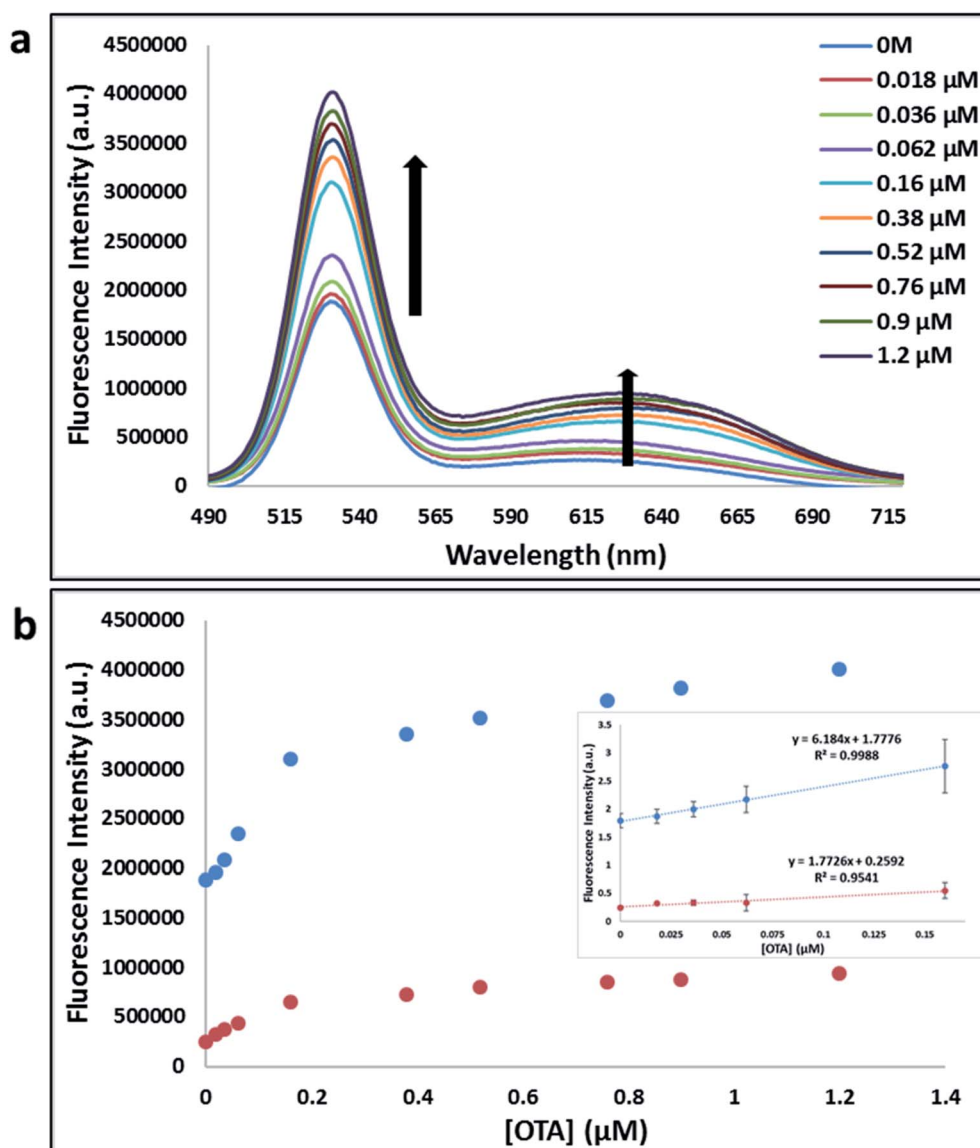 a
Fluorescence Intensity (a.u.)
4500000
4000000
3500000
3000000
2500000
2000000
1500000
1000000
500000
0
490 515 540 565 590 615 640 665 690 715
Wavelength (nm)
0M
0.018 µM
0.036 µM
0.062 µM
0.16 µM
0.38 µM
0.52 µM
0.76 µM
0.9 µM
1.2 µM
b
Fluorescence Intensity (a.u.)
4500000
4000000
3500000
3000000
2500000
2000000
1500000
1000000
500000
0
0 0.2 0.4 0.6 0.8 1 1.2 1.4
[OTA] (µM)
Fluorescence Intensity (a.u.)
3.5
3
2.5
2
1.5
1
0.5
0
y = 6.184x + 1.7776
R² = 0.9988
y = 1.7726x + 0.2592
R² = 0.9541
0 0.025 0.05 0.075 0.1 0.125 0.15
[OTA] (µM)